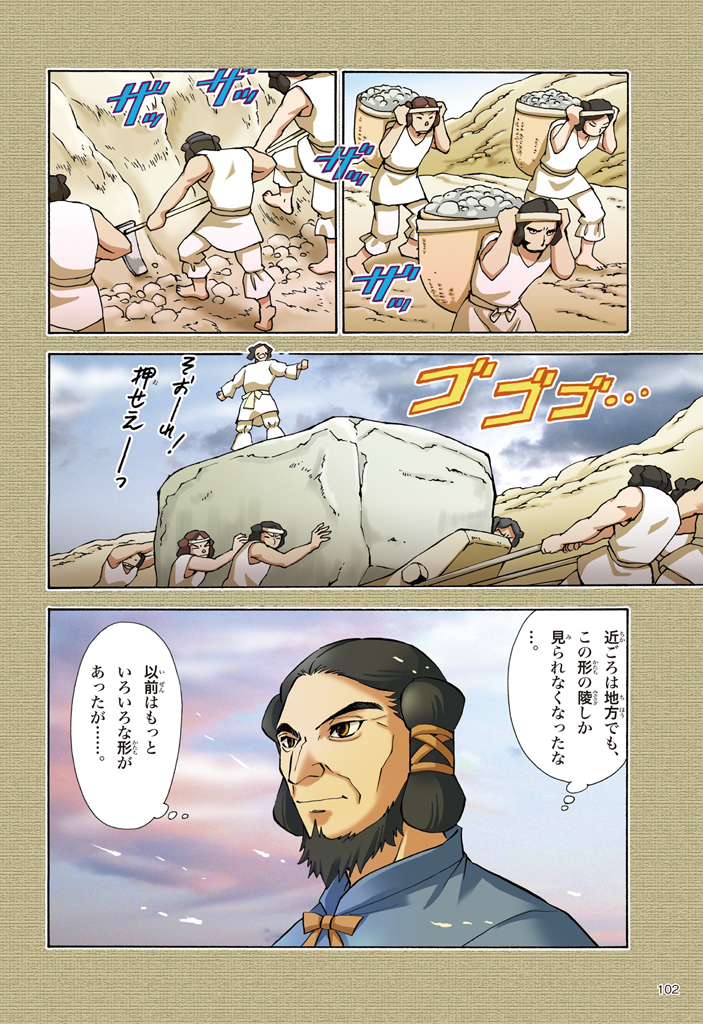 ザッ
ザッ
ザッ
ザッ
ゴゴゴ…
そおーれ!
押せえーーっ
近ごろは地方でも、
この形の陵しか
見られなくなったな
…。
以前はもっと
いろいろな形が
あったが……。
102